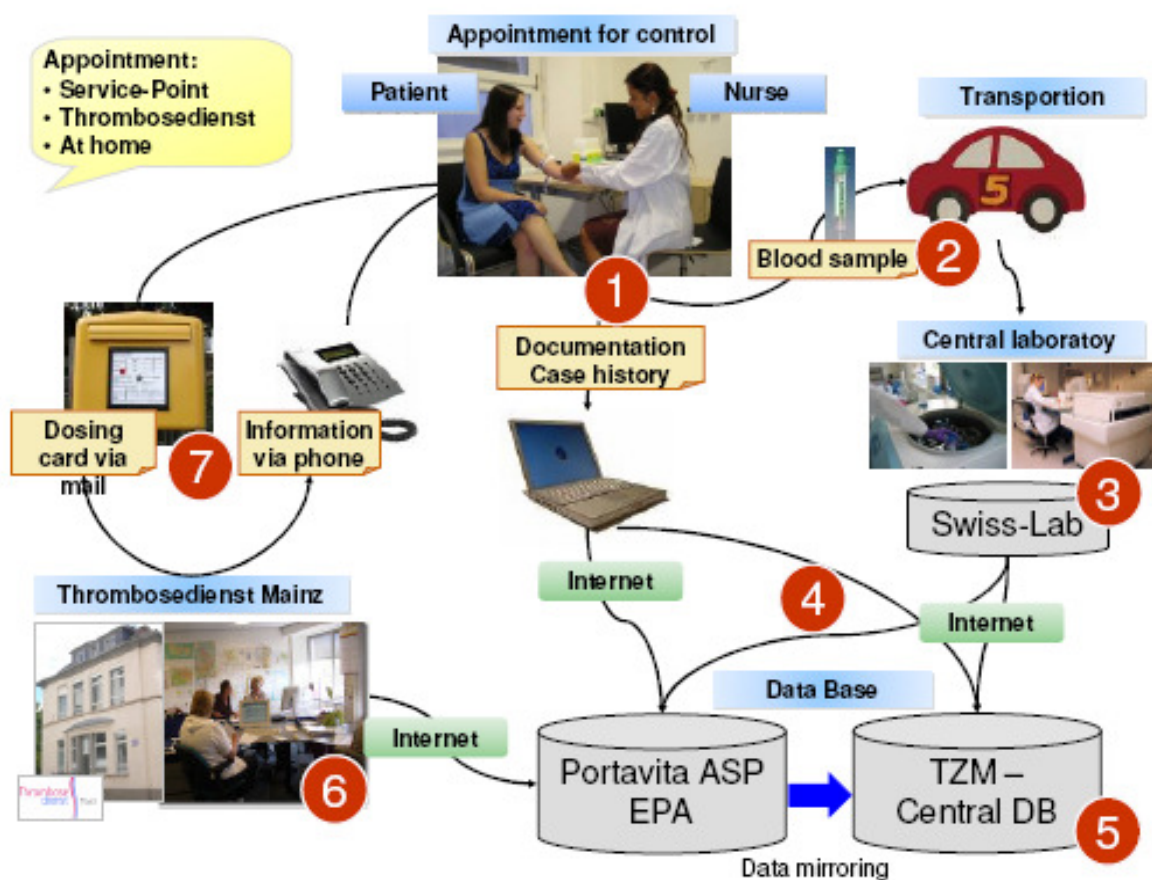 Appointment for control
Appointment:
• Service-Point
• Thrombosedienst
• At home
Patient
Nurse
Transportion
5
Blood sample
2
1
Documentation
Case history
Central laboratoy
3
Swiss-Lab
Dosing
card via
mail
7
Information
via phone
Internet
4
Internet
Thrombosedienst Mainz
Data Base
Internet
6
Thrombose
dienst
Portavita ASP
EPA
TZM –
Central DB
5
Data mirroring